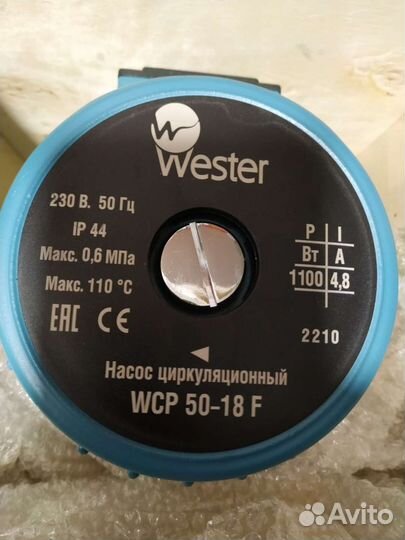 Wester
230 В. 50 Гц
IP 44
Макс. 0,6 МПа
Макс. 110 °C
P I
Вт А
1100 4,8
EAC CE
2210
Насос циркуляционный
WCP 50-18 F
Avito